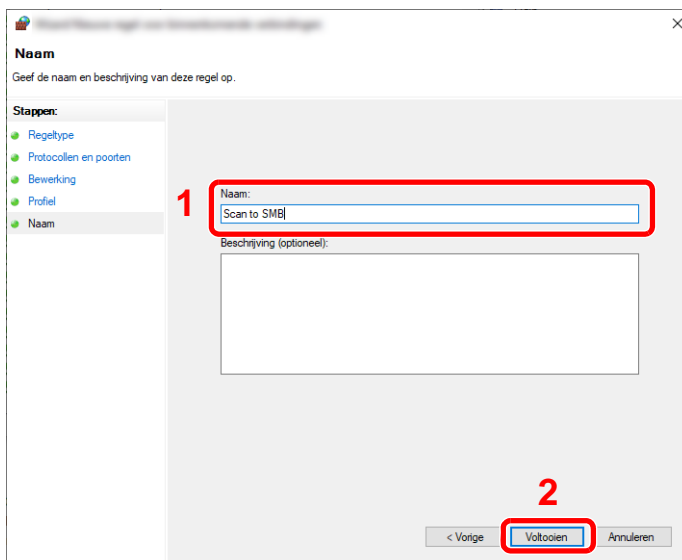 Naam
Geef de naam en beschrijving van deze regel op.
Stappen:
Regeltype
Protocollen en poorten
Bewerking
Profiel
Naam
1
Naam:
Scan to SMB
Beschrijving (optioneel):
2
< Vorige
Voltooien
Annuleren